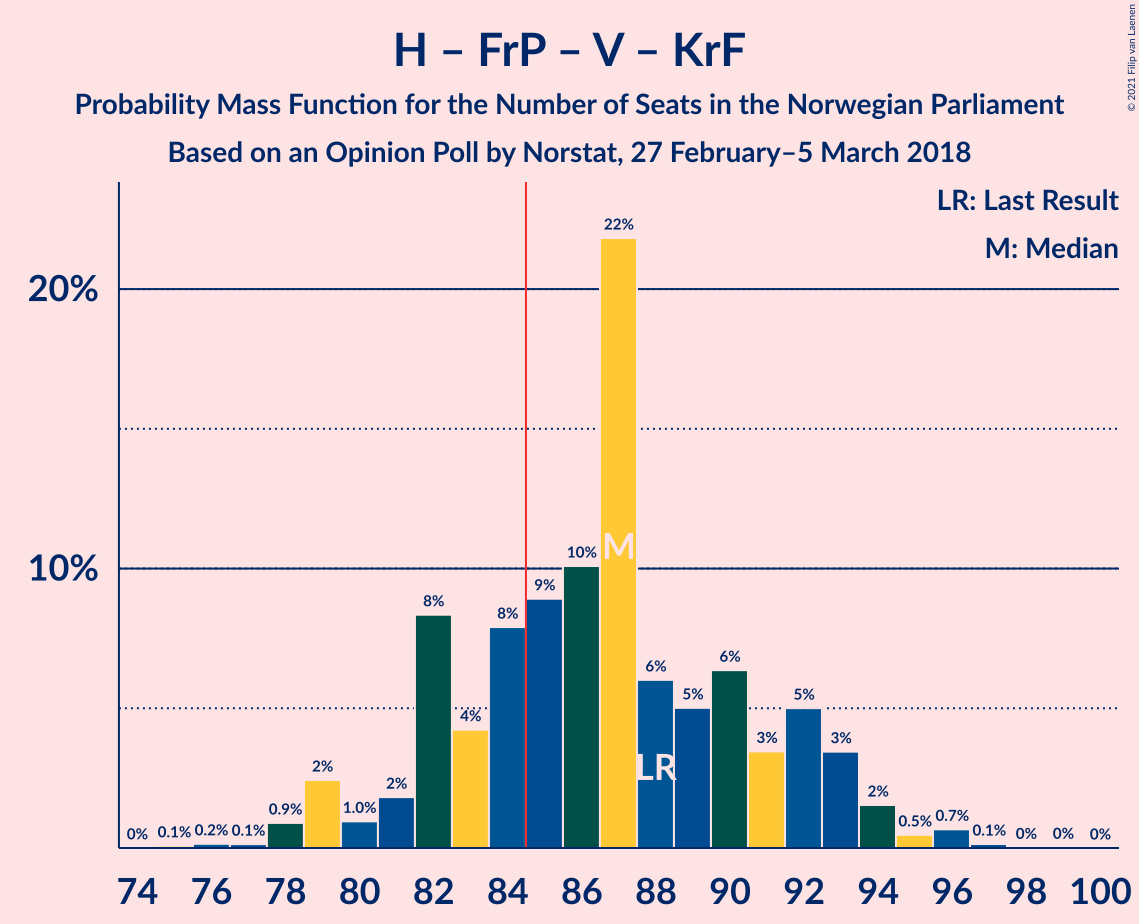 H – FrP – V – KrF
Probability Mass Function for the Number of Seats in the Norwegian Parliament
Based on an Opinion Poll by Norstat, 27 February–5 March 2018
© 2021 Filip van Laenen
LR: Last Result
M: Median
20%
10%
0% 0.1% 0.2% 0.1% 0.9% 2% 1.0% 2% 8% 4% 8% 9% 10% 22% 6% 5% 6% 3% 5% 3% 2% 0.5% 0.7% 0.1% 0% 0% 0%
M
LR
74 76 78 80 82 84 86 88 90 92 94 96 98 100